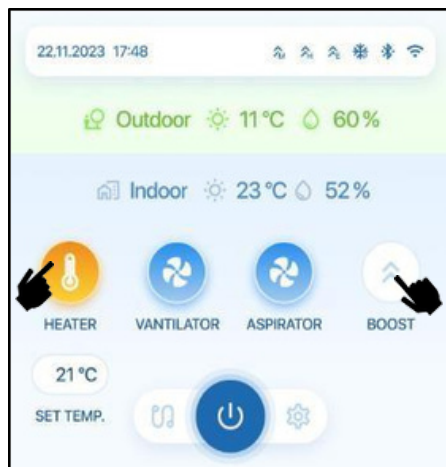 22.11.2023 17:48
Outdoor 11 °C 60 %
Indoor 23 °C 52 %
HEATER VANTILATOR ASPIRATOR BOOST
21 °C
SET TEMP.